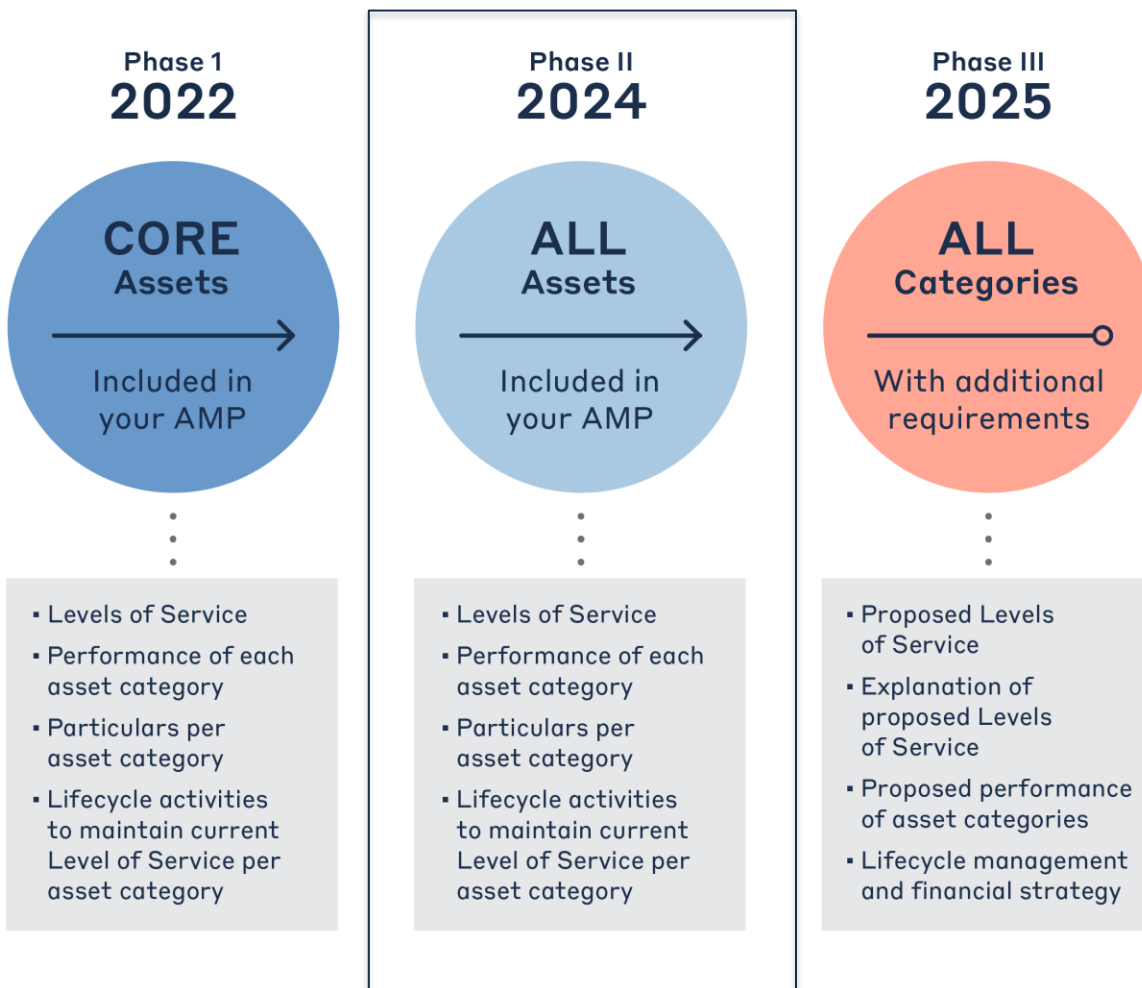 Phase 1
2022
CORE
Assets
Included in
your AMP
▪ Levels of Service
▪ Performance of each
asset category
▪ Particulars per
asset category
▪ Lifecycle activities
to maintain current
Level of Service per
asset category
Phase II
2024
ALL
Assets
Included in
your AMP
▪ Levels of Service
▪ Performance of each
asset category
▪ Particulars per
asset category
▪ Lifecycle activities
to maintain current
Level of Service per
asset category
Phase III
2025
ALL
Categories
With additional
requirements
▪ Proposed Levels
of Service
▪ Explanation of
proposed Levels
of Service
▪ Proposed performance
of asset categories
▪ Lifecycle management
and financial strategy